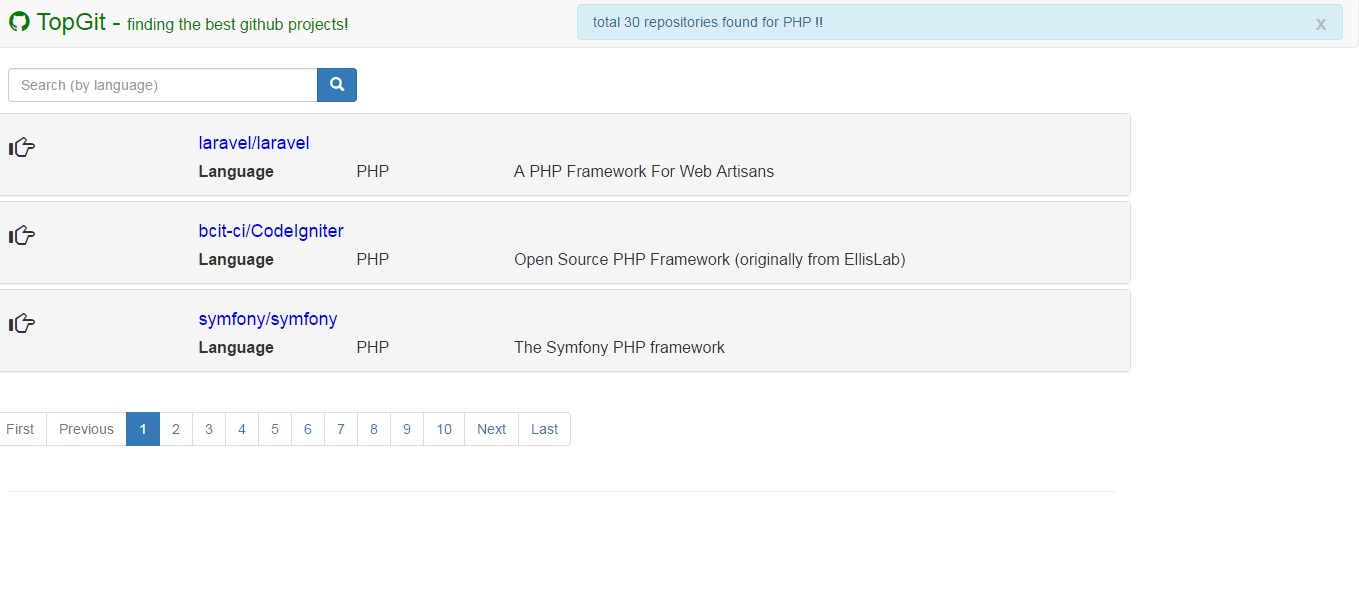 TopGit - finding the best github projects!
total 30 repositories found for PHP !!
x
Search (by language)
laravel/laravel
Language PHP A PHP Framework For Web Artisans
bcit-ci/CodeIgniter
Language PHP Open Source PHP Framework (originally from EllisLab)
symfony/symfony
Language PHP The Symfony PHP framework
First Previous 1 2 3 4 5 6 7 8 9 10 Next Last